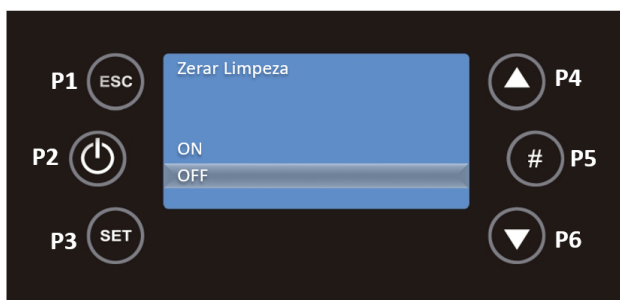 Zerar Limpeza
P1 ESC
P4
ON
P2
# P5
OFF
P3 SET
P6